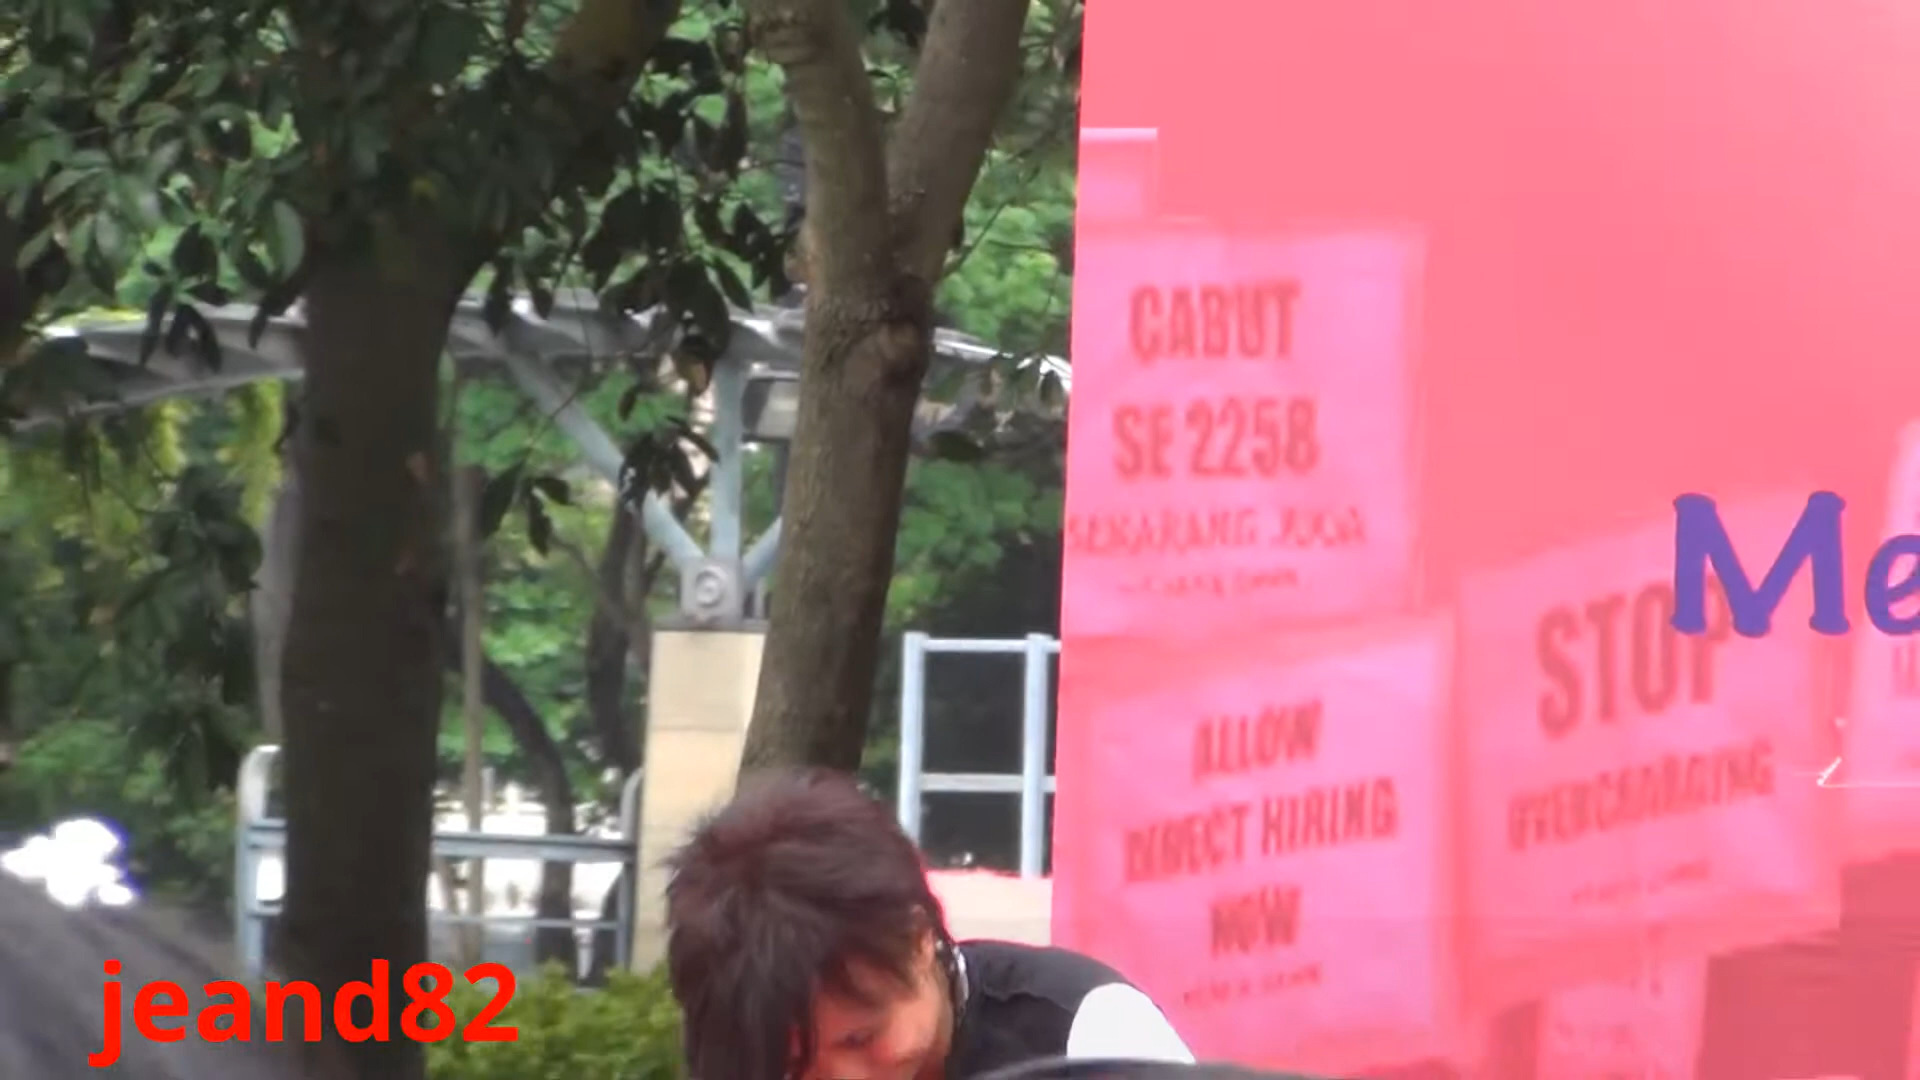 CABUT
SE 2258
SEKARANG JUGA
ALLOW
DIRECT HIRING
NOW
STOP
OVERCHARGING
Me
jeand82